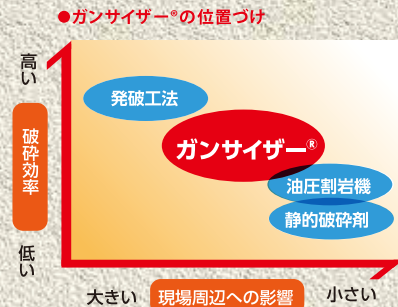 ●ガンサイザー®の位置づけ
高い
発破工法
ガンサイザー®
破砕効率
油圧割岩機
静的破砕剤
低い
大きい 現場周辺への影響 小さい